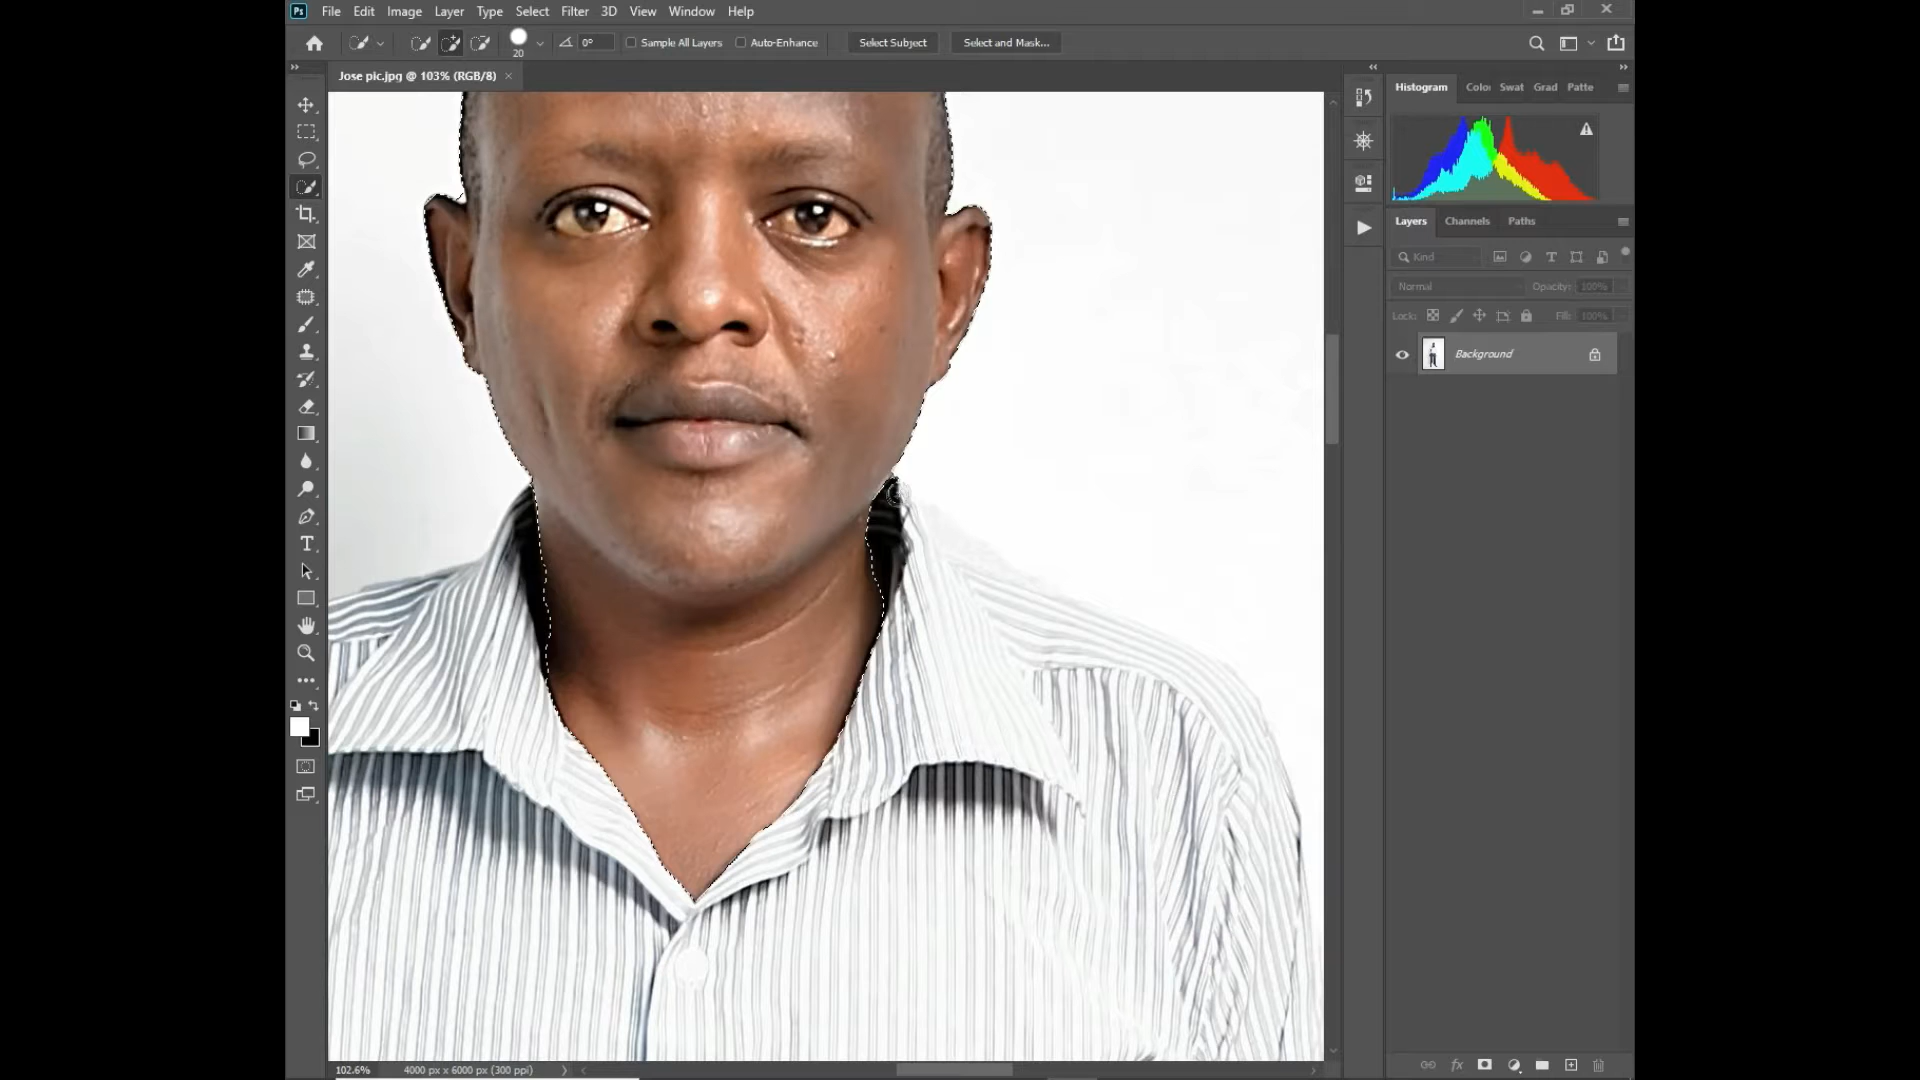 Ps File Edit Image Layer Type Select Filter 3D View Window Help
20 0° Sample All Layers Auto-Enhance Select Subject Select and Mask...
Jose pic.jpg @ 103% (RGB/8) ×
Histogram Colo Swat Grad Patte
Layers Channels Paths
Kind
Normal Opacity: 100%
Lock: Fill: 100%
Background
T
fx
102.6% 4000 px x 6000 px (300 ppi)